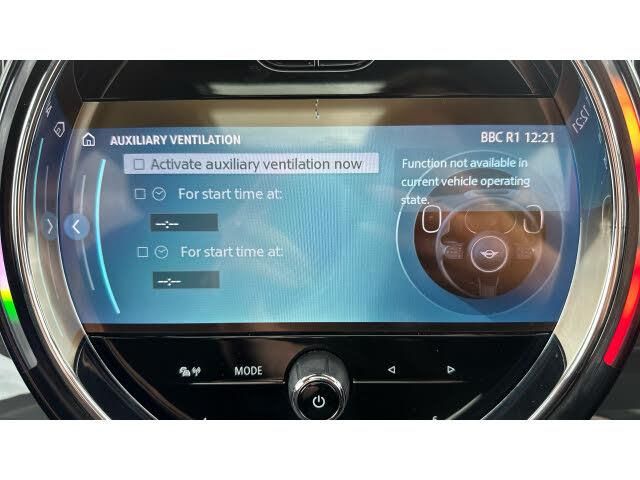 AUXILIARY VENTILATION
BBC R1 12:21
Activate auxiliary ventilation now
For start time at:
--:--
For start time at:
--:--
Function not available in
current vehicle operating
state.
MODE